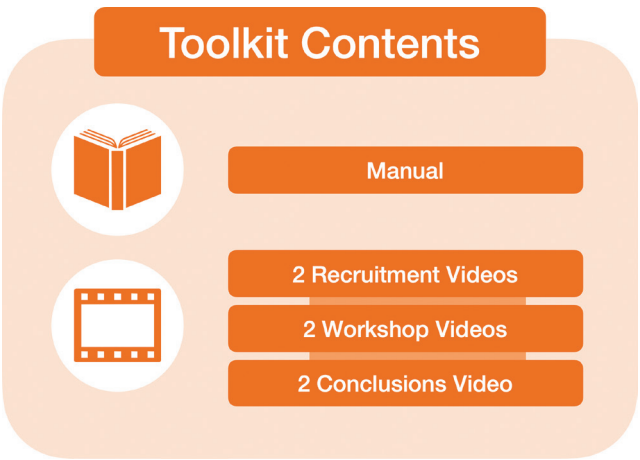 Toolkit Contents
Manual
2 Recruitment Videos
2 Workshop Videos
2 Conclusions Video